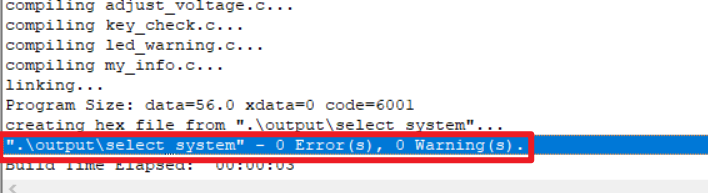 compiling adjust_voltage.c...
compiling key_check.c...
compiling led_warning.c...
compiling my_info.c...
linking...
Program Size: data=56.0 xdata=0 code=6001
creating hex file from ".\output\select system"...
".\output\select system" - 0 Error(s), 0 Warning(s).
Build Time Elapsed:  00:00:03